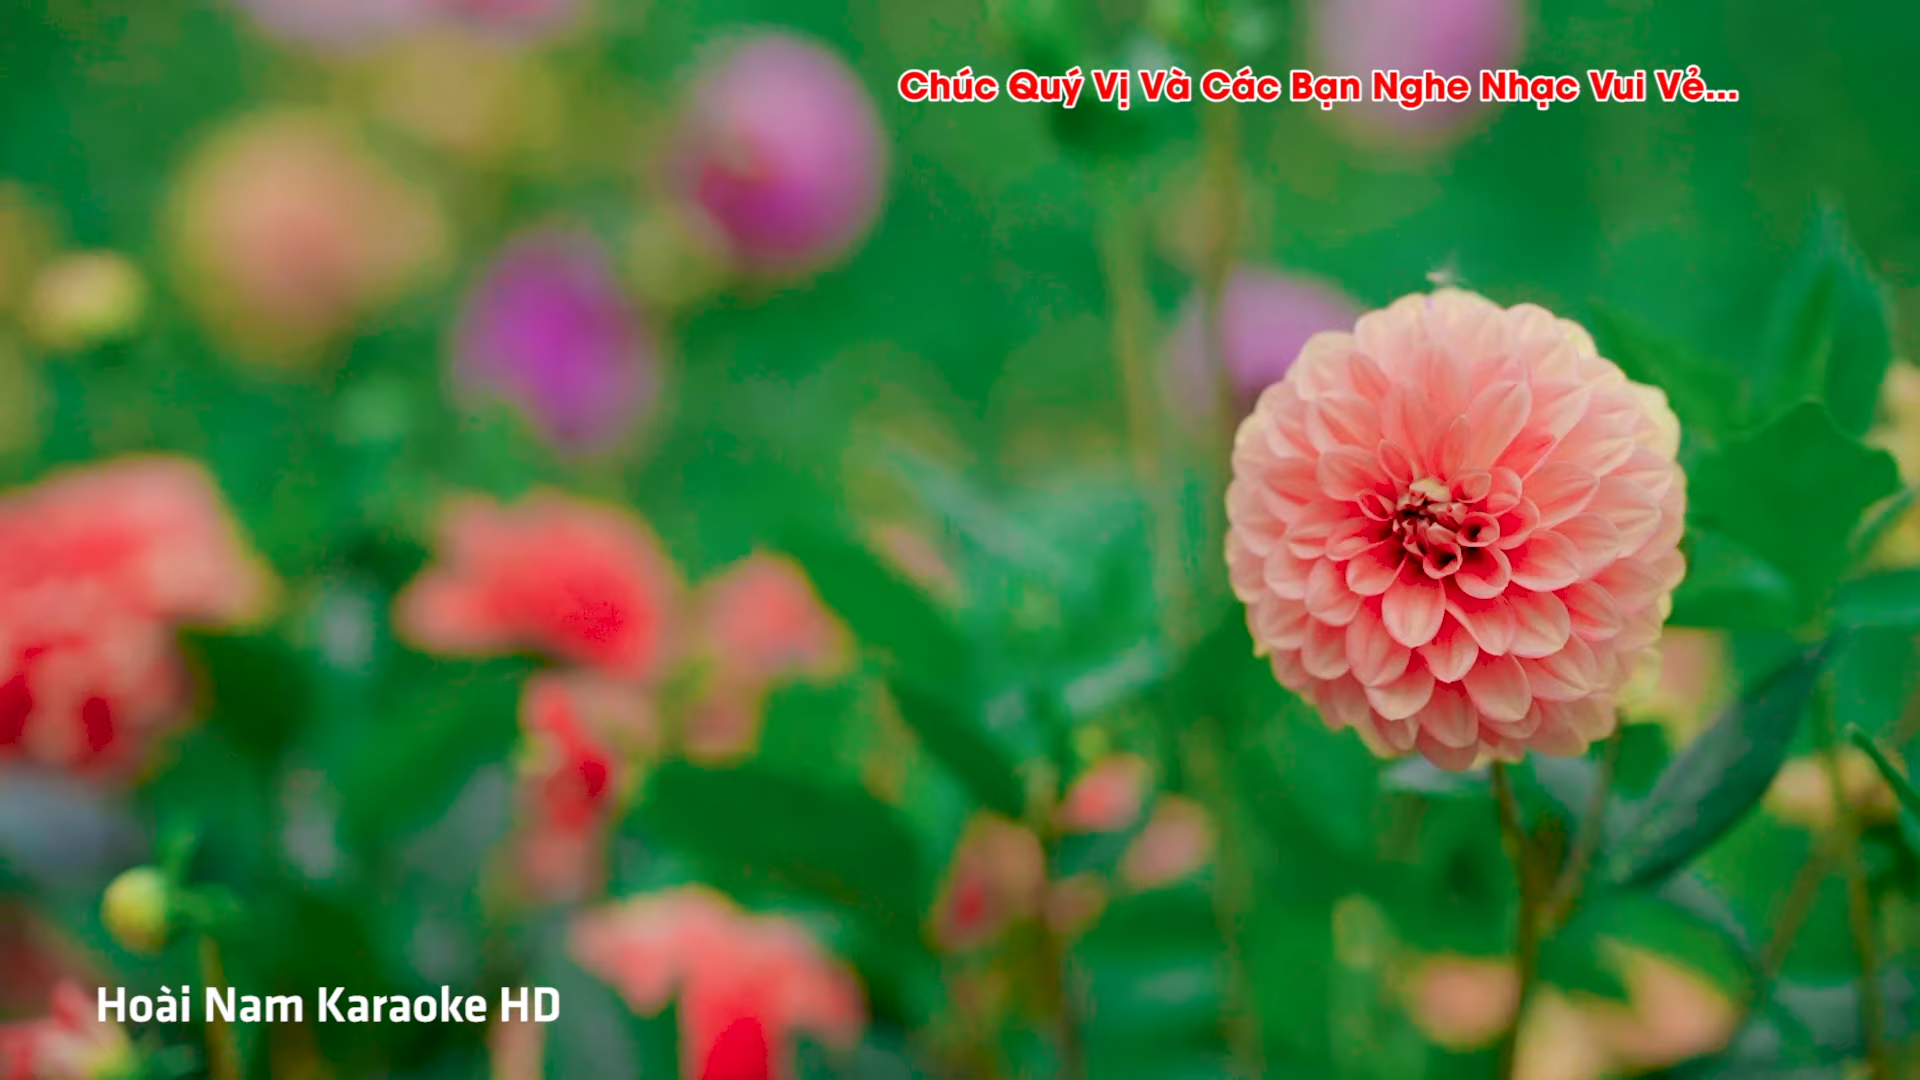 Chúc Quý Vị Và Các Bạn Nghe Nhạc Vui Vẻ...
Hoài Nam Karaoke HD